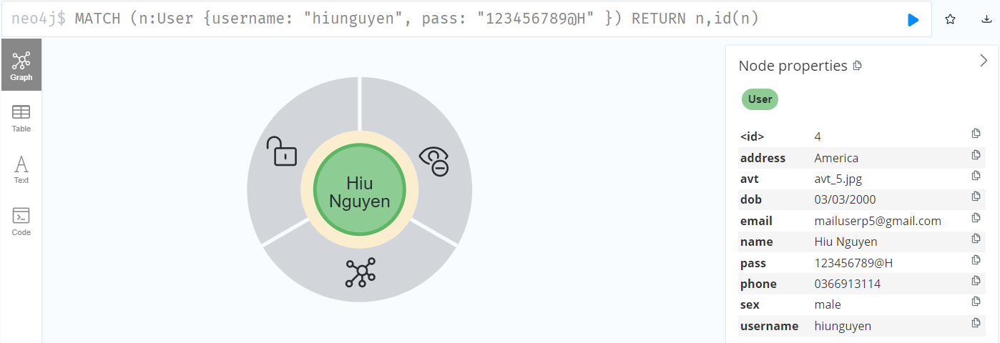 neo4j$ MATCH (n:User {username: "hiunguyen", pass: "123456789@H" }) RETURN n,id(n)
Graph
Table
Text
Code
Hiu
Nguyen
Node properties
User
<id> 4
address America
avt avt_5.jpg
dob 03/03/2000
email mailuserp5@gmail.com
name Hiu Nguyen
pass 123456789@H
phone 0366913114
sex male
username hiunguyen